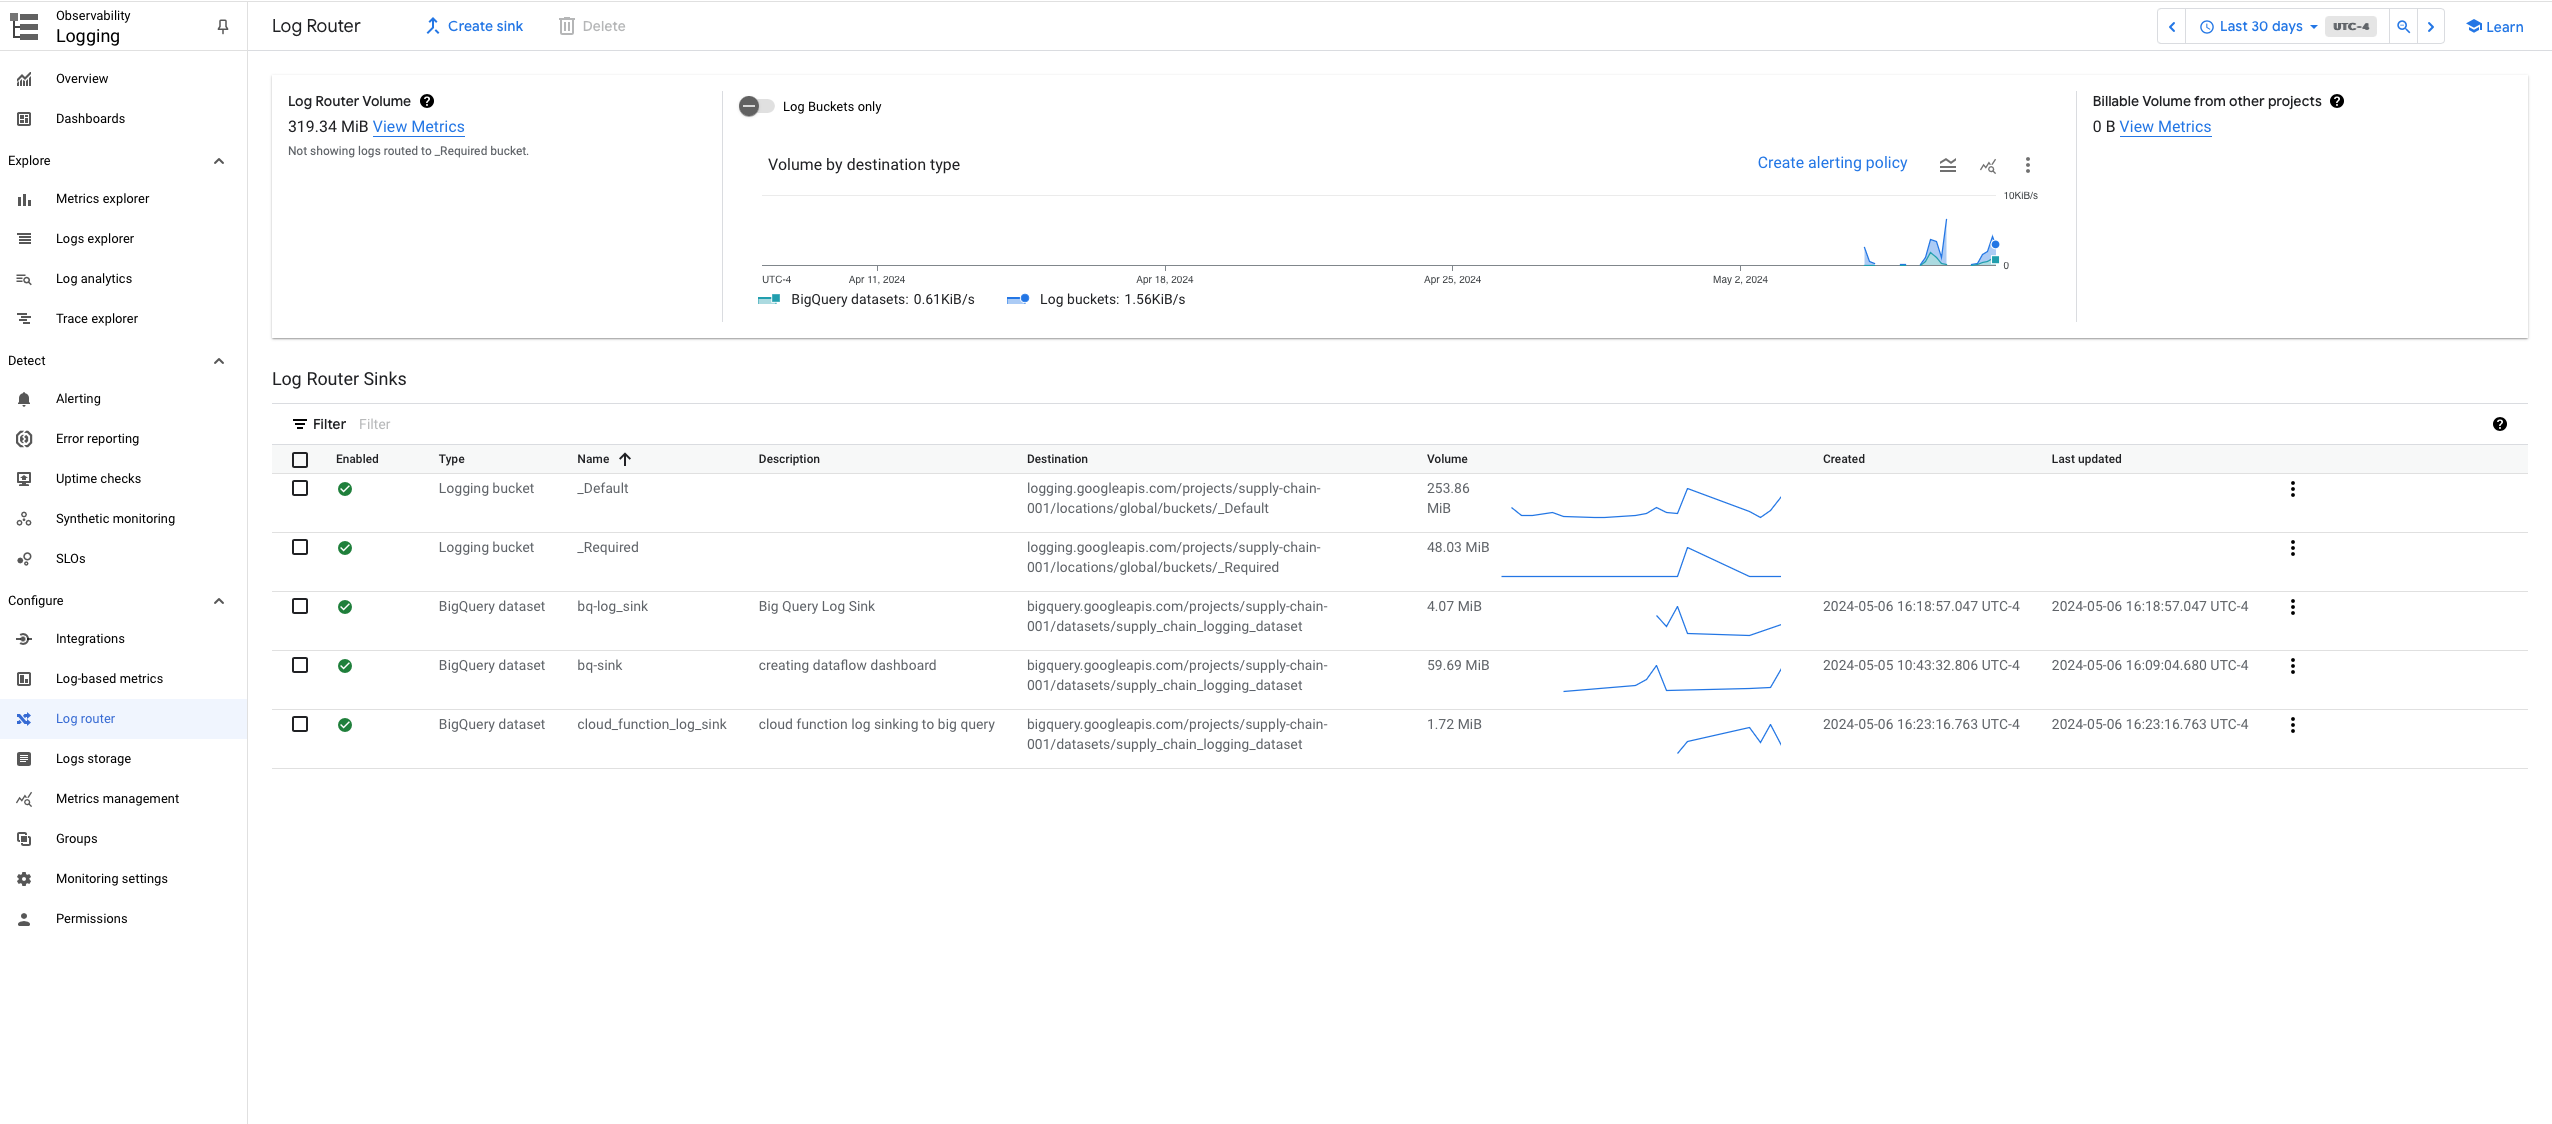 Observability
Logging
Overview
Dashboards
Explore
Metrics explorer
Logs explorer
Log analytics
Trace explorer
Detect
Alerting
Error reporting
Uptime checks
Synthetic monitoring
SLOs
Configure
Integrations
Log-based metrics
Log router
Logs storage
Metrics management
Groups
Monitoring settings
Permissions
Log Router
Create sink
Delete
Last 30 days
UTC-4
Learn
Log Router Volume
319.34 MiB View Metrics
Not showing logs routed to _Required bucket.
Log Buckets only
Volume by destination type
Create alerting policy
10KiB/s
0
UTC-4
Apr 11, 2024
Apr 18, 2024
Apr 25, 2024
May 2, 2024
BigQuery datasets: 0.61KiB/s
Log buckets: 1.56KiB/s
Billable Volume from other projects
0 B View Metrics
Log Router Sinks
Filter Filter
Enabled Type Name Description Destination Volume Created Last updated
Logging bucket _Default logging.googleapis.com/projects/supply-chain- 253.86
001/locations/global/buckets/_Default MiB
Logging bucket _Required logging.googleapis.com/projects/supply-chain- 48.03 MiB
001/locations/global/buckets/_Required
BigQuery dataset bq-log_sink Big Query Log Sink bigquery.googleapis.com/projects/supply-chain- 4.07 MiB 2024-05-06 16:18:57.047 UTC-4 2024-05-06 16:18:57.047 UTC-4
001/datasets/supply_chain_logging_dataset
BigQuery dataset bq-sink creating dataflow dashboard bigquery.googleapis.com/projects/supply-chain- 59.69 MiB 2024-05-05 10:43:32.806 UTC-4 2024-05-06 16:09:04.680 UTC-4
001/datasets/supply_chain_logging_dataset
BigQuery dataset cloud_function_log_sink cloud function log sinking to big query bigquery.googleapis.com/projects/supply-chain- 1.72 MiB 2024-05-06 16:23:16.763 UTC-4 2024-05-06 16:23:16.763 UTC-4
001/datasets/supply_chain_logging_dataset